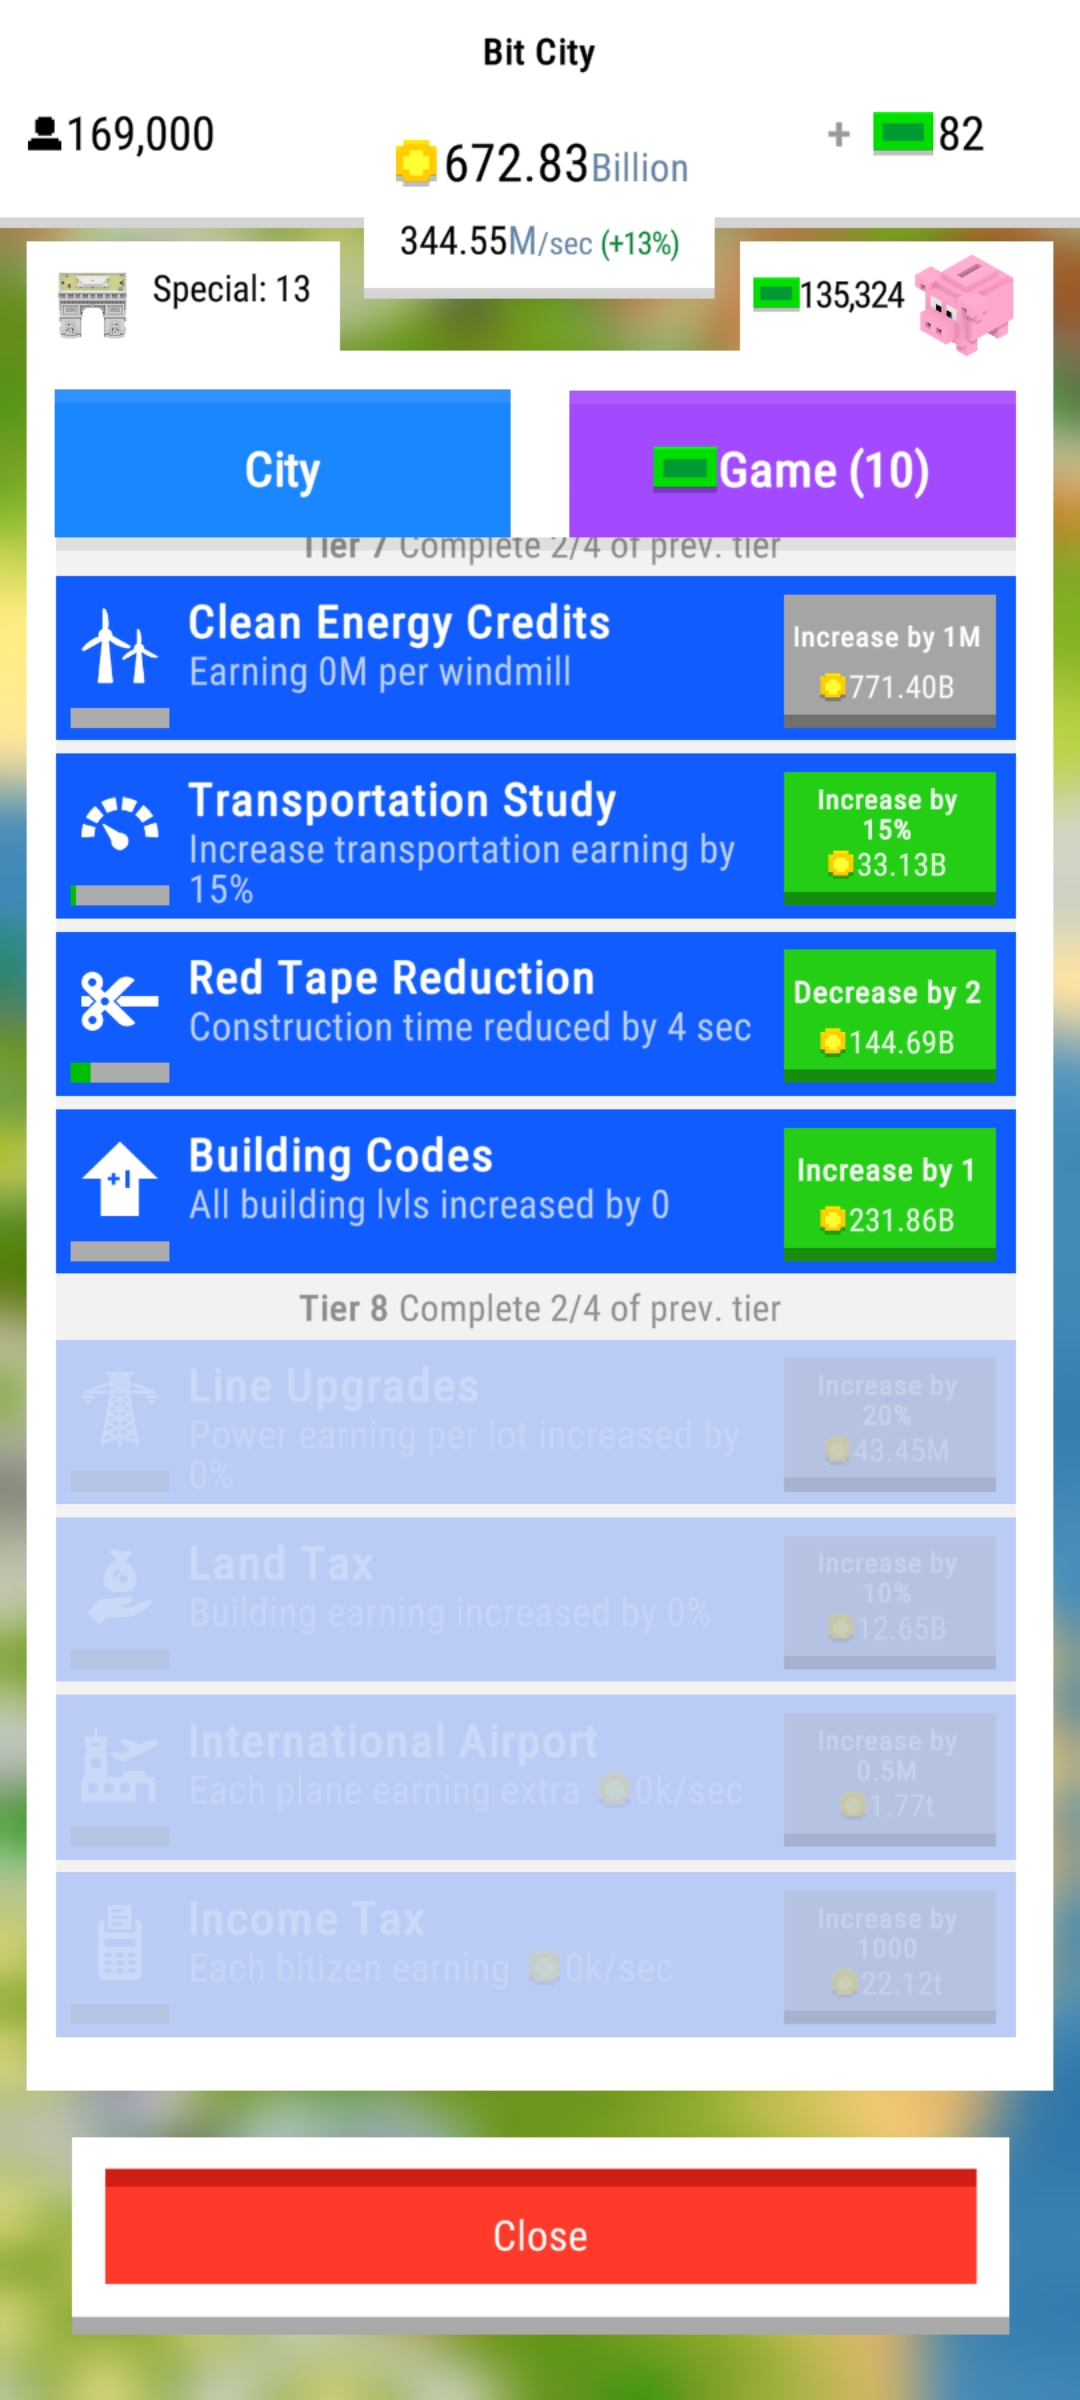 Bit City
169,000
672.83Billion
+ 82
344.55M/sec (+13%)
Special: 13
135,324
City
Game (10)
Tier 7 Complete 2/4 of prev. tier
Clean Energy Credits
Earning 0M per windmill
Increase by 1M
771.40B
Transportation Study
Increase transportation earning by
15%
Increase by
15%
33.13B
Red Tape Reduction
Construction time reduced by 4 sec
Decrease by 2
144.69B
+1
Building Codes
All building lvls increased by 0
Increase by 1
231.86B
Tier 8 Complete 2/4 of prev. tier
Line Upgrades
Power earning per lot increased by
0%
Increase by
20%
43.45M
Land Tax
Building earning increased by 0%
Increase by
10%
12.65B
International Airport
Each plane earning extra 0k/sec
Increase by
0.5M
1.77t
Income Tax
Each bitizen earning 0k/sec
Increase by
1000
22.12t
Close